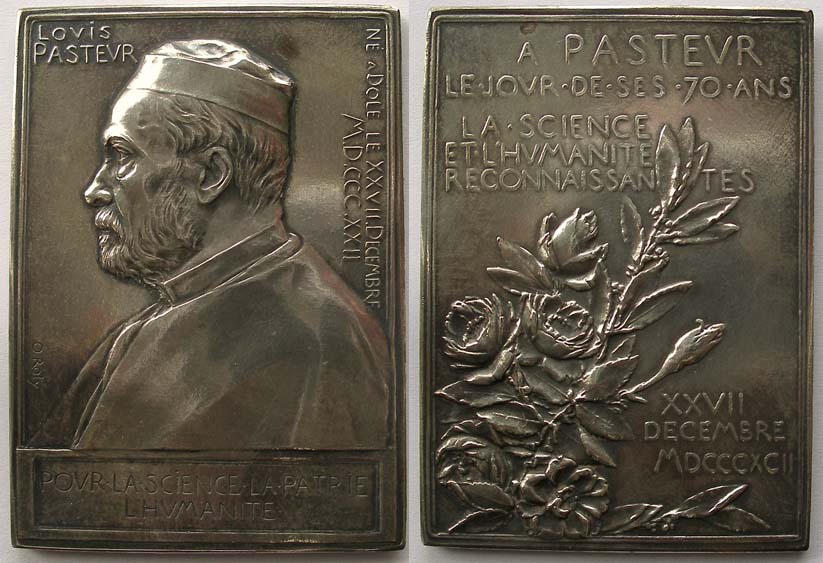 LOVIS
PASTEVR
NÉ A DOLE LE XXVII DECEMBRE
MDCCCXXII
O. Roty
POVR·LA·SCIENCE·LA·PATRIE
L'HVMANITE
A PASTEVR
LE·JOVR·DE·SES·70·ANS
LA·SCIENCE
ET·L'HVMANITE
RECONNAISSANTES
XXVII
DECEMBRE
MDCCCXCII